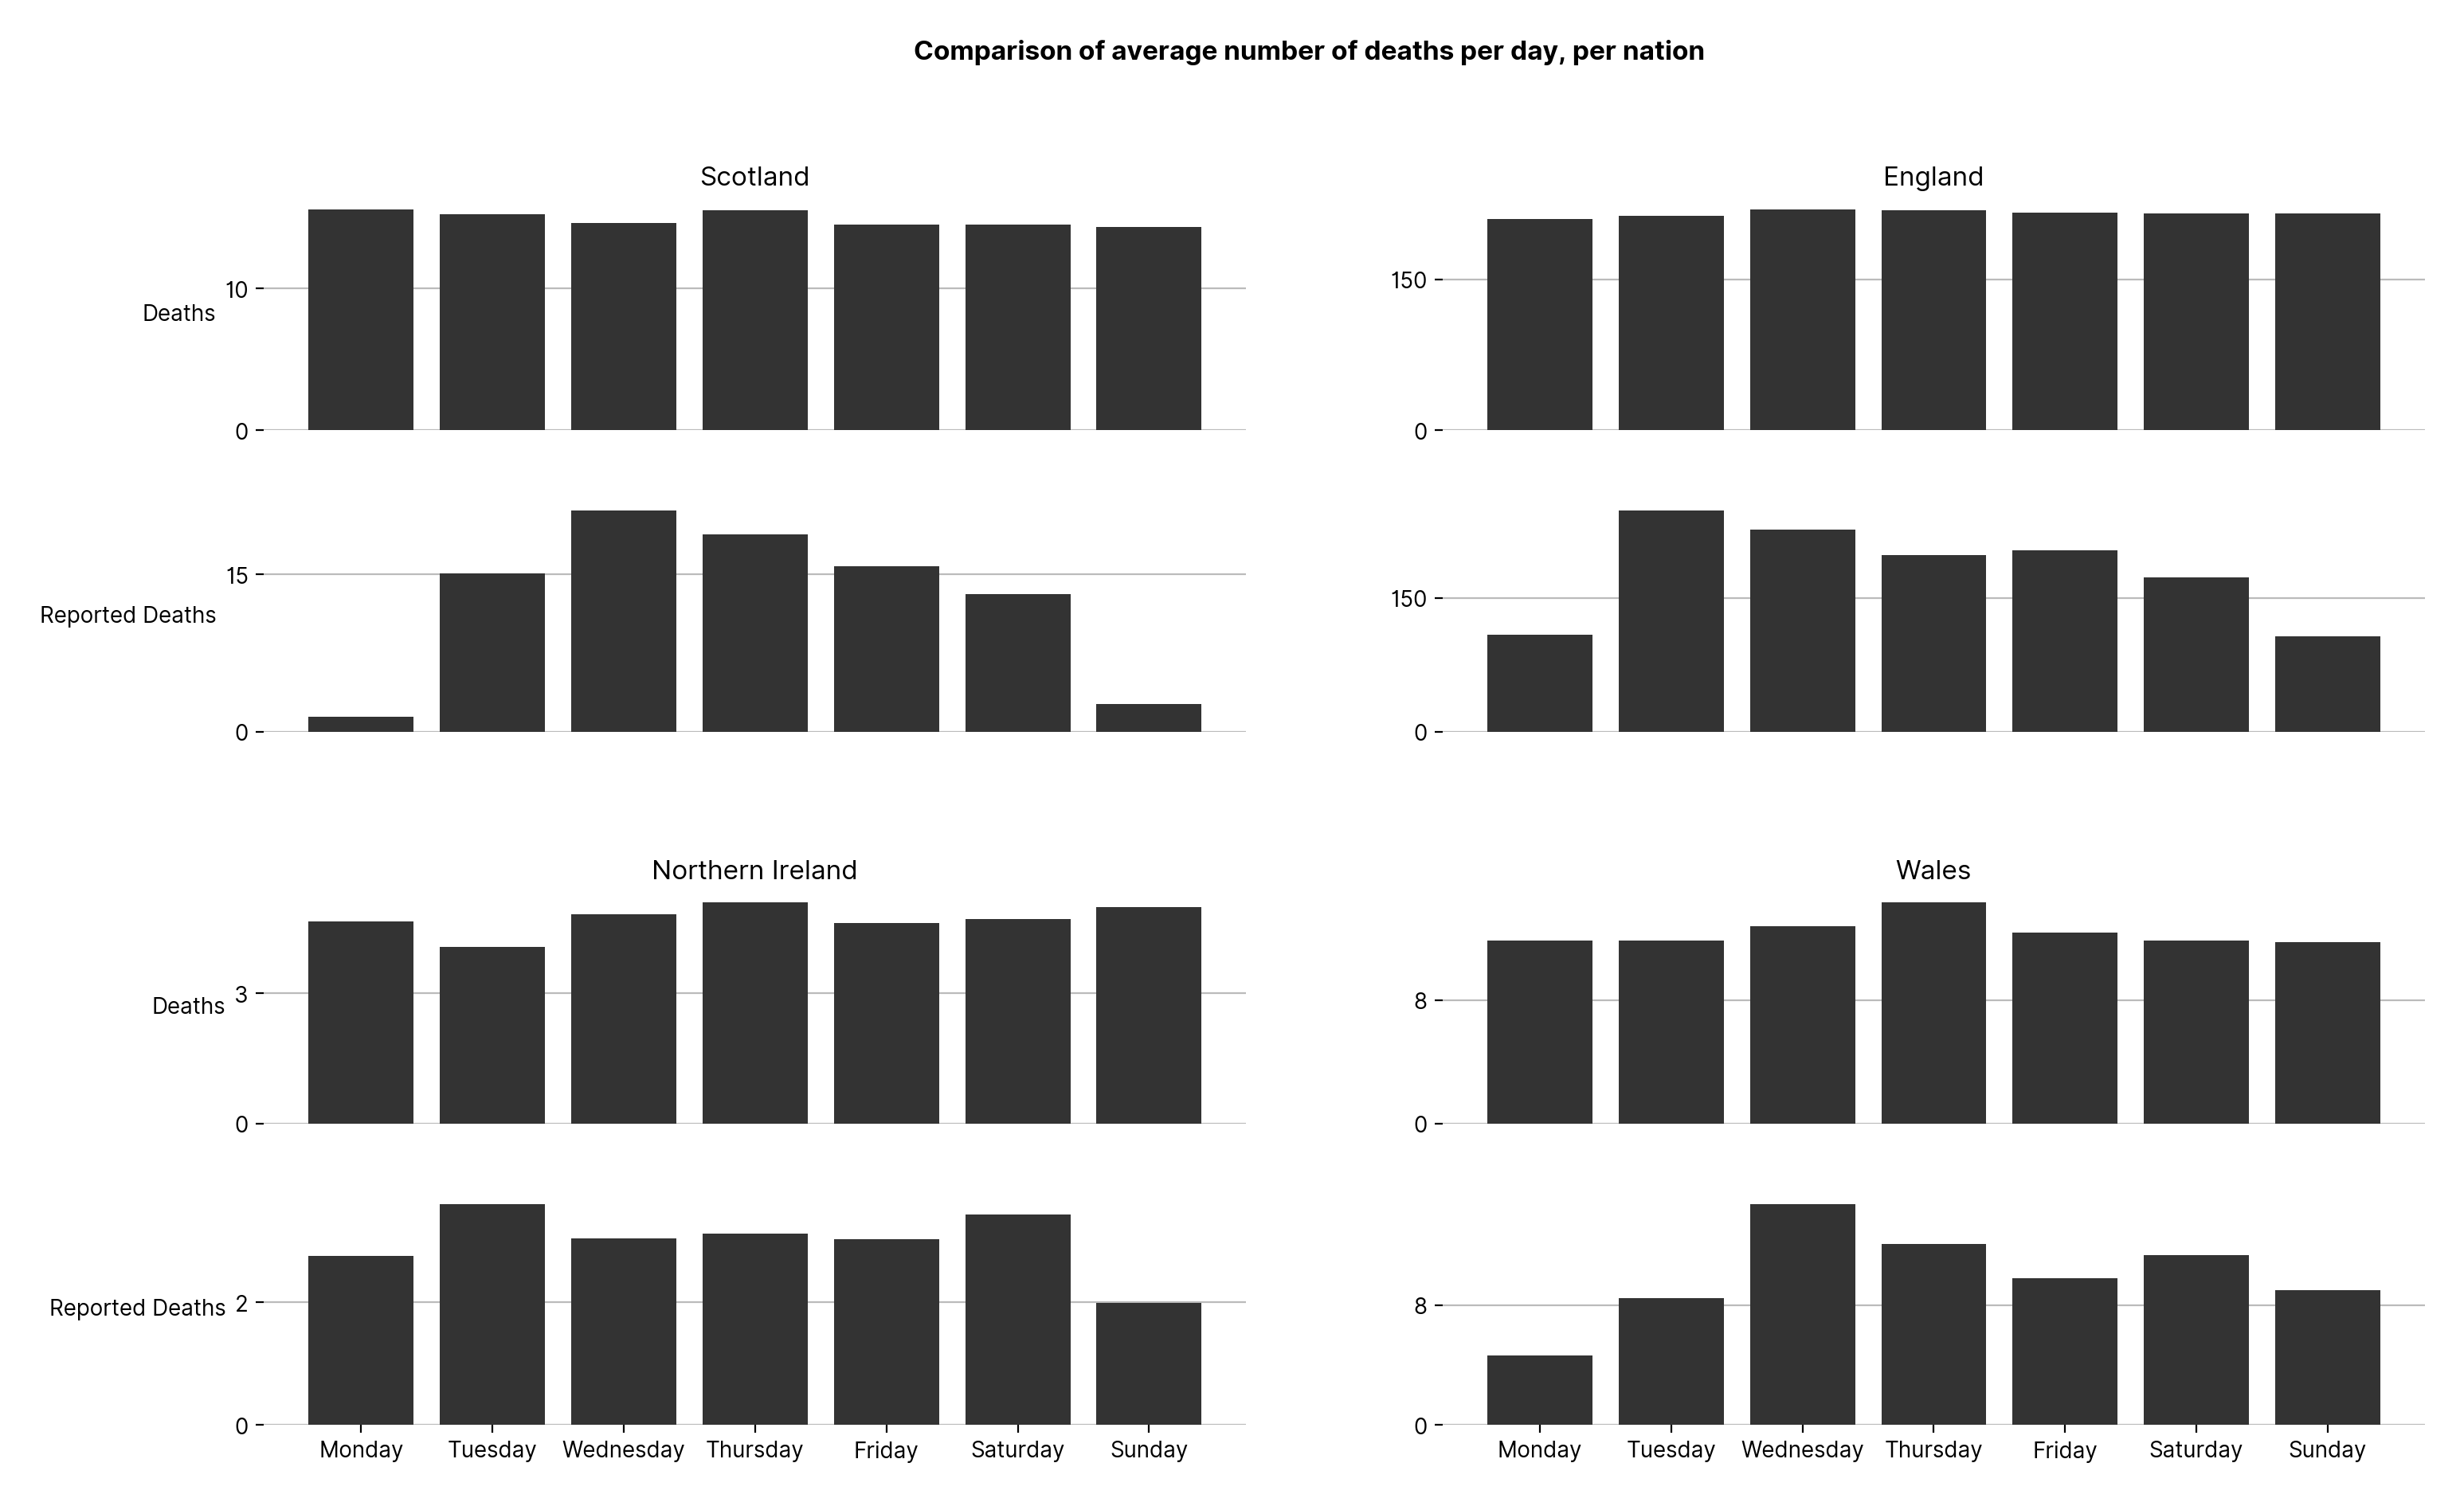 Comparison of average number of deaths per day, per nation
Scotland
Deaths
10
0
Reported Deaths
15
0
England
150
0
150
0
Northern Ireland
Deaths
3
0
Reported Deaths
2
0
Monday Tuesday Wednesday Thursday Friday Saturday Sunday
Wales
8
0
8
0
Monday Tuesday Wednesday Thursday Friday Saturday Sunday